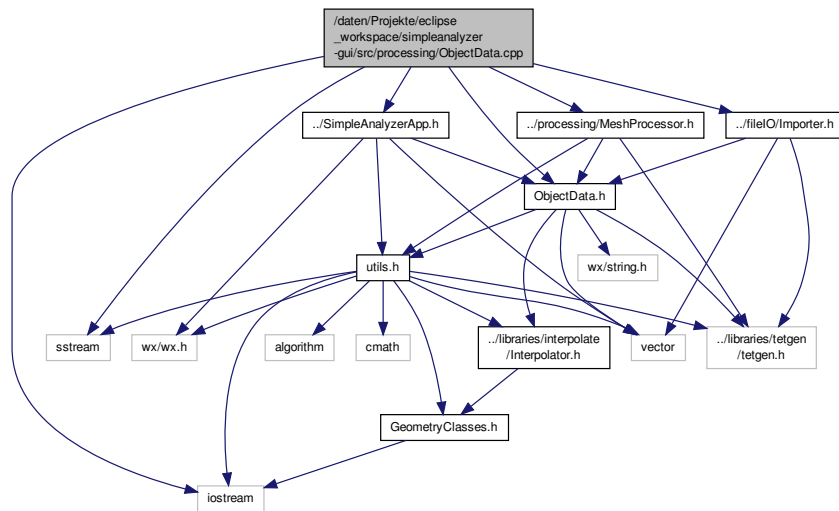 /daten/Projekte/eclipse
_workspace/simpleanalyzer
-gui/src/processing/ObjectData.cpp
../SimpleAnalyzerApp.h
../processing/MeshProcessor.h
../fileIO/Importer.h
ObjectData.h
utils.h
wx/string.h
sstream
wx/wx.h
algorithm
cmath
../libraries/interpolate
/Interpolator.h
vector
../libraries/tetgen
/tetgen.h
GeometryClasses.h
iostream